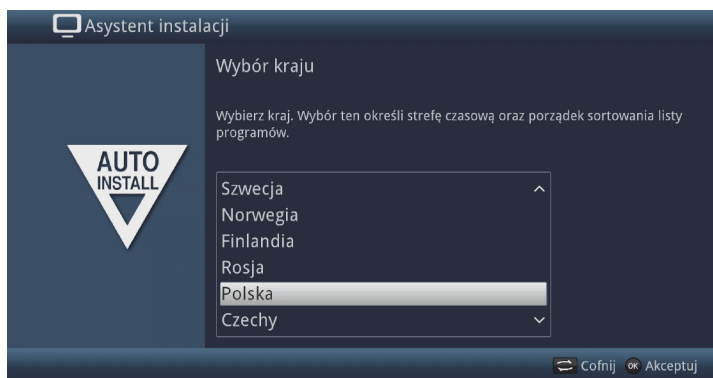 Asystent instalacji
Wybór kraju
Wybierz kraj. Wybór ten określi strefę czasową oraz porządek sortowania listy
programów.
AUTO
INSTALL
Szwecja
Norwegia
Finlandia
Rosja
Polska
Czechy
Cofnij OK Akceptuj